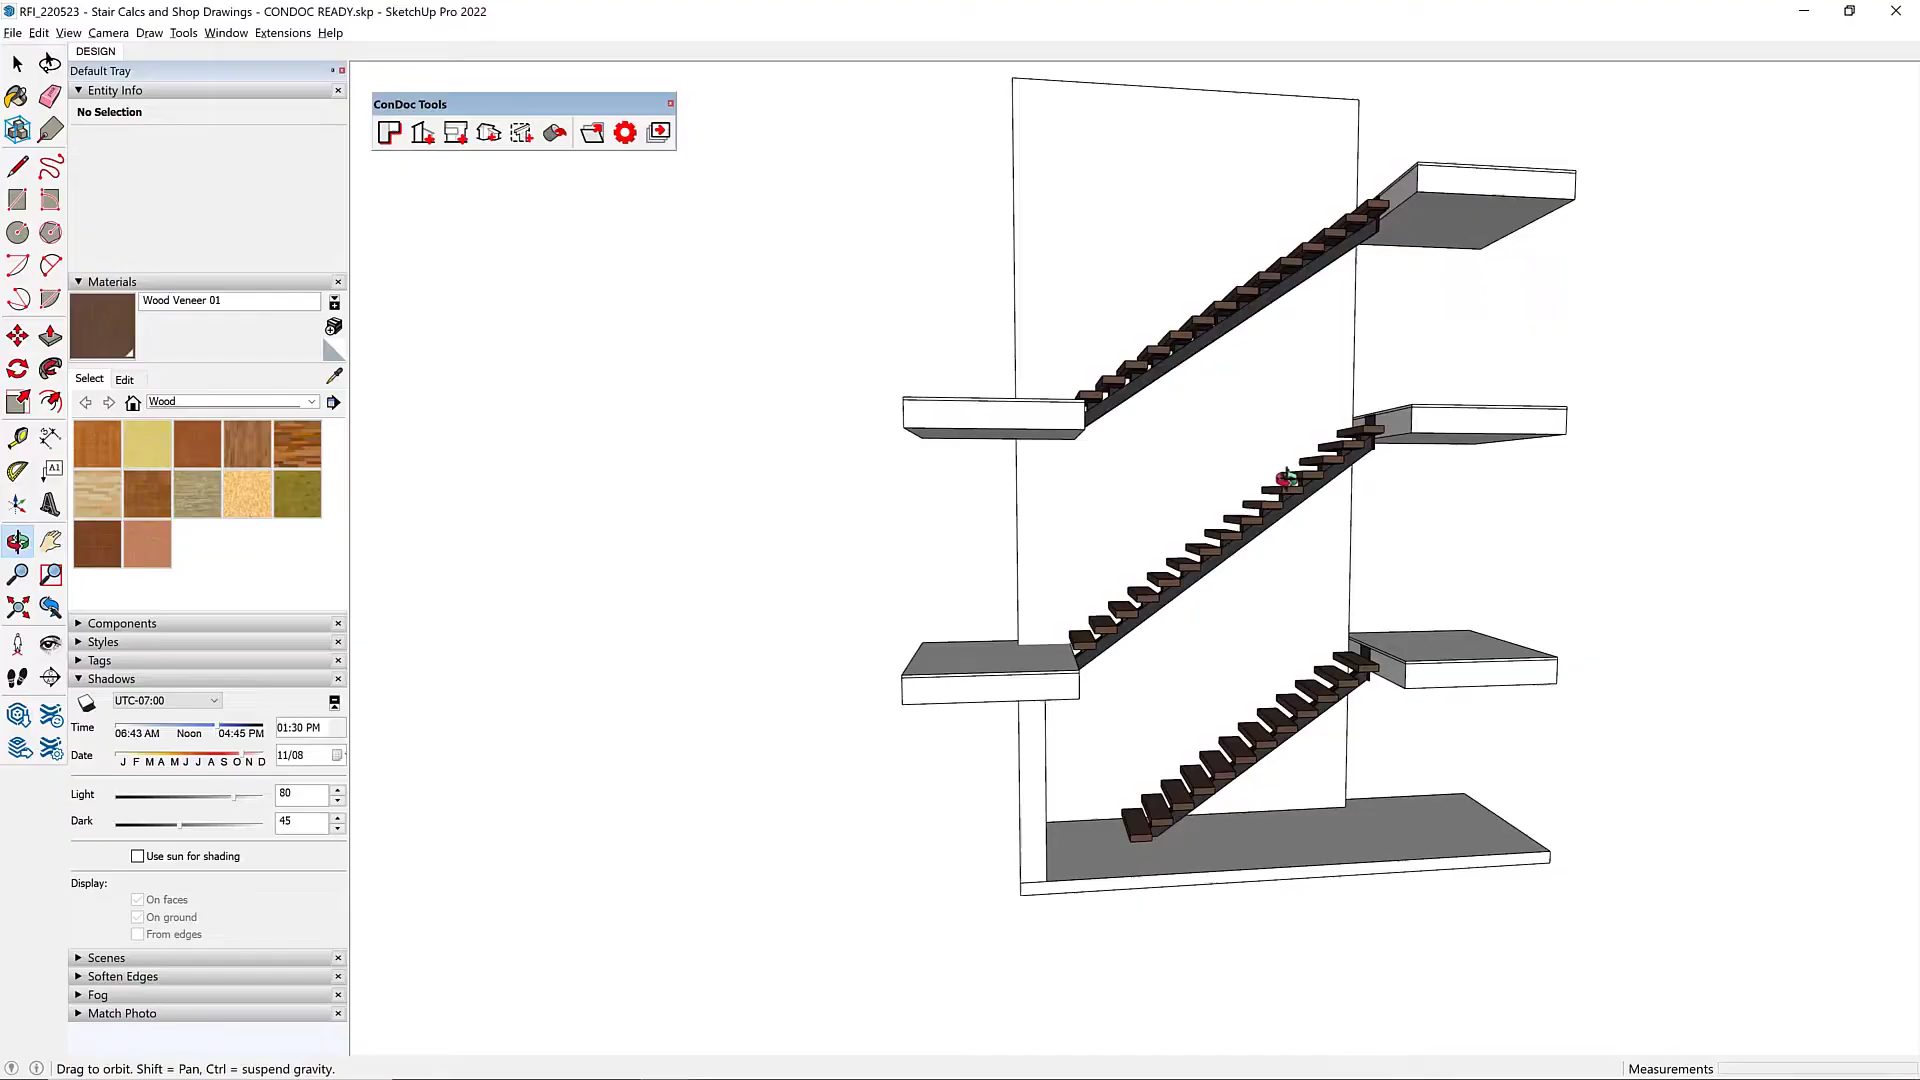 RFI_220523 - Stair Calcs and Shop Drawings - CONDOC READY.skp - SketchUp Pro 2022
File Edit View Camera Draw Tools Window Extensions Help
DESIGN
Default Tray
Entity Info
No Selection
ConDoc Tools
Materials
Wood Veneer 01
Select Edit
Wood
A1
Components
Styles
Tags
Shadows
UTC-07:00
Time
06:43 AM Noon 04:45 PM
01:30 PM
Date
J F M A M J J A S O N D
11/08
Light 80
Dark 45
Use sun for shading
Display:
On faces
On ground
From edges
Scenes
Soften Edges
Fog
Match Photo
Drag to orbit. Shift = Pan, Ctrl = suspend gravity.
Measurements